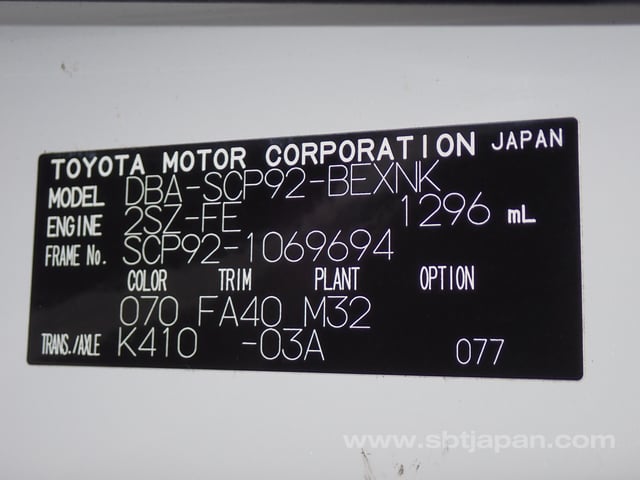 TOYOTA MOTOR CORPORATION JAPAN
MODEL DBA-SCP92-BEXNK
ENGINE 2SZ-FE 1296 mL
FRAME No. SCP92-1069694
COLOR TRIM PLANT OPTION
070 FA40 M32
TRANS./AXLE K410 -03A 077
www.sbtjapan.com